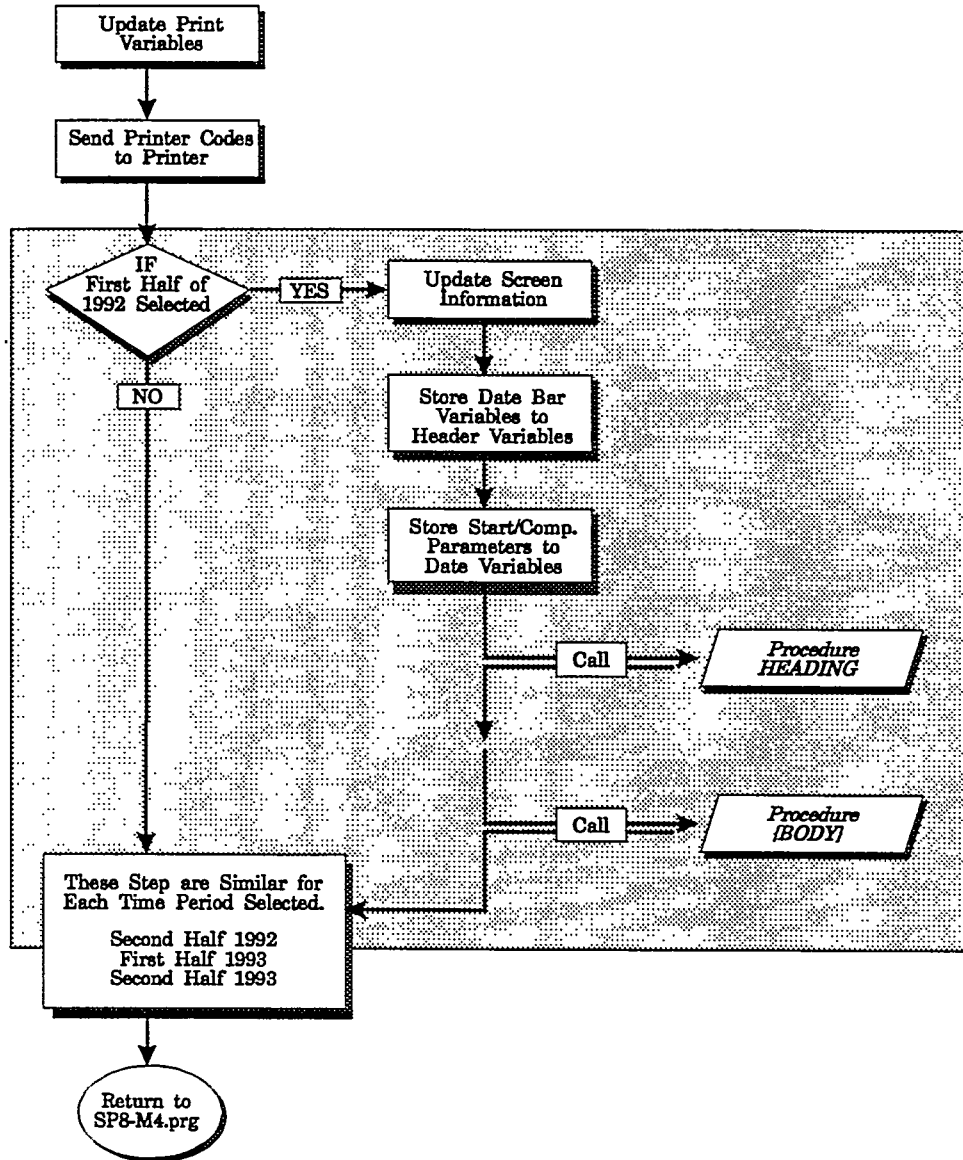 Update Print
Variables
Send Printer Codes
to Printer
IF
First Half of
1992 Selected
YES
Update Screen
Information
NO
Store Date Bar
Variables to
Header Variables
Store Start/Comp.
Parameters to
Date Variables
Call
Procedure
HEADING
Call
Procedure
{BODY}
These Step are Similar for
Each Time Period Selected.
Second Half 1992
First Half 1993
Second Half 1993
Return to
SP8-M4.prg